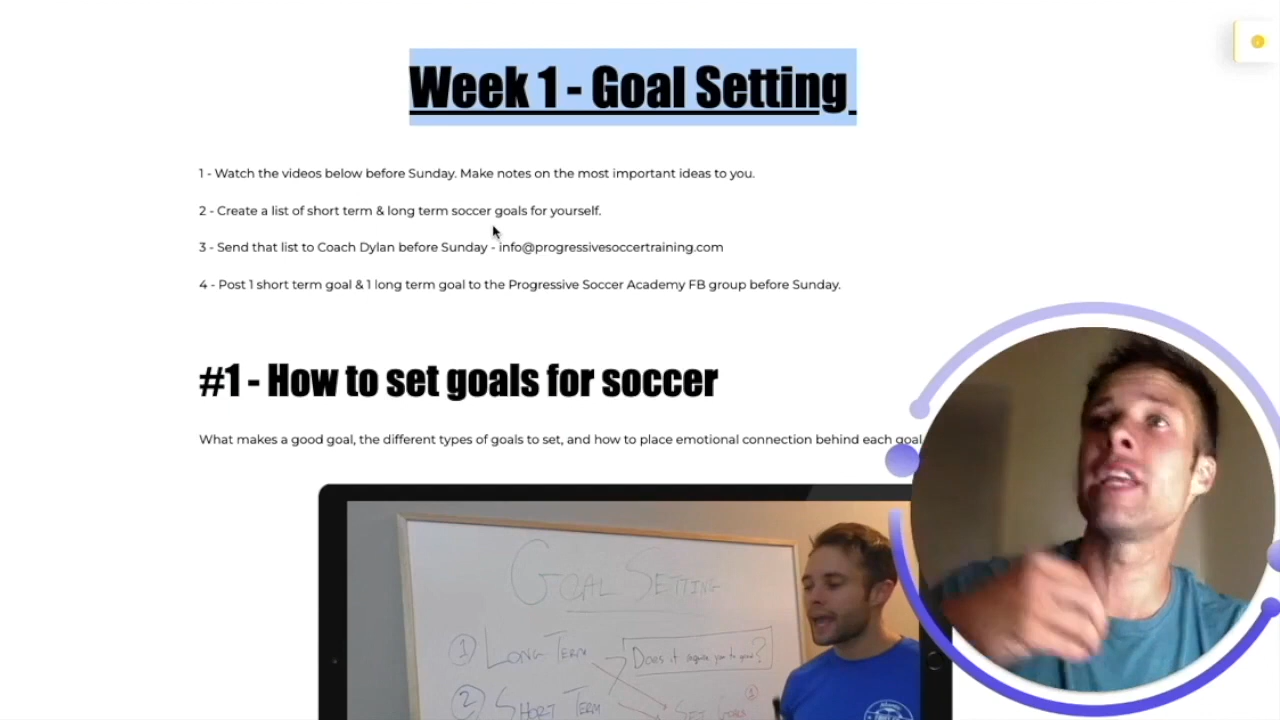 Week 1 - Goal Setting
1 - Watch the videos below before Sunday. Make notes on the most important ideas to you.
2 - Create a list of short term & long term soccer goals for yourself.
3 - Send that list to Coach Dylan before Sunday - info@progressivesoccertraining.com
4 - Post 1 short term goal & 1 long term goal to the Progressive Soccer Academy FB group before Sunday.
#1 - How to set goals for soccer
What makes a good goal, the different types of goals to set, and how to place emotional connection behind each goal
GOAL SETTING
1 LONG TERM
Does it inspire you to grow?
2 SHORT TERM
SET GOALS